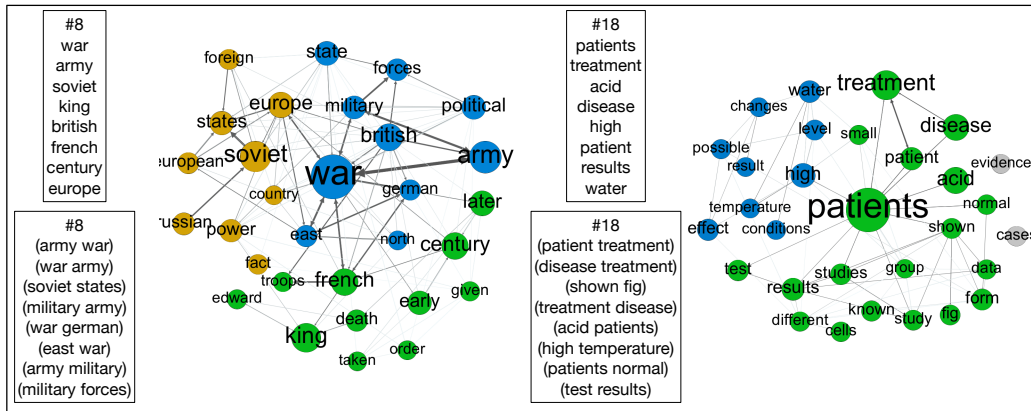 #8
war
army
soviet
king
british
french
century
europe
#8
(army war)
(war army)
(soviet states)
(military army)
(war german)
(east war)
(army military)
(military forces)
foreign
state
forces
europe
military
political
states
british
soviet
army
european
war
country
german
later
russian
power
east
north
century
fact
troops
french
edward
early
given
death
king
order
taken
#18
patients
treatment
acid
disease
high
patient
results
water
#18
(patient treatment)
(disease treatment)
(shown fig)
(treatment disease)
(acid patients)
(high temperature)
(patients normal)
(test results)
water
treatment
changes
level
small
disease
possible
result
patient
evidence
high
acid
temperature
patients
normal
effect
conditions
shown
cases
test
studies
group
data
results
form
different
known
study
fig
cells